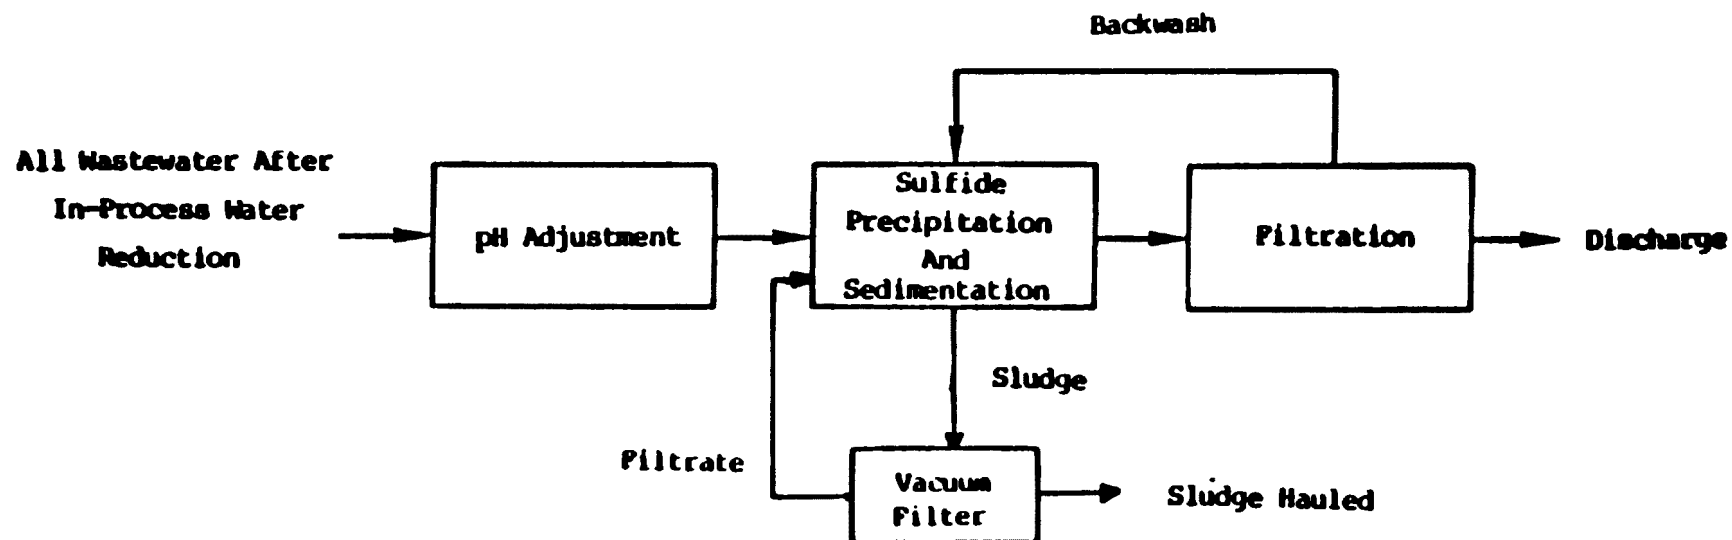 Backwash
All Wastewater After
In-Process Water
Reduction
pH Adjustment
Sulfide
Precipitation
And
Sedimentation
Filtration
Discharge
Sludge
Filtrate
Vacuum
Filter
Sludge Hauled